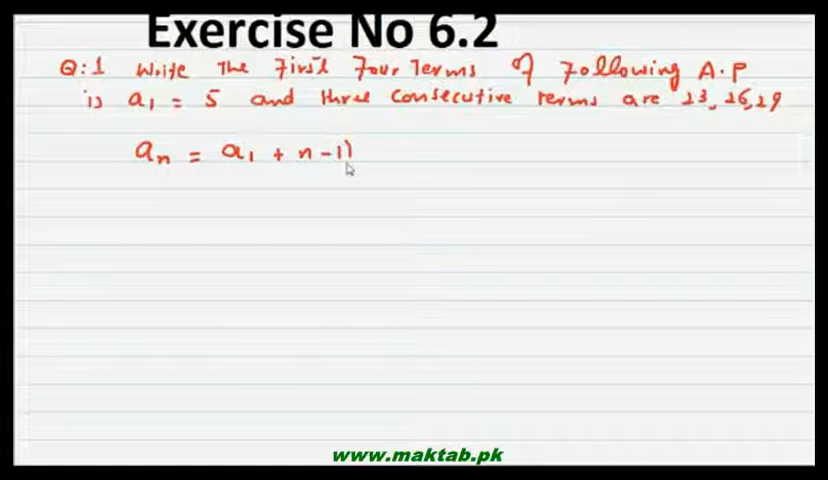 Exercise No 6.2
Q:1 Write The First Four Terms Of Following A.P
is a₁ = 5 and three consecutive terms are 23, 26, 29
aₙ = a₁ + n-1)
www.maktab.pk